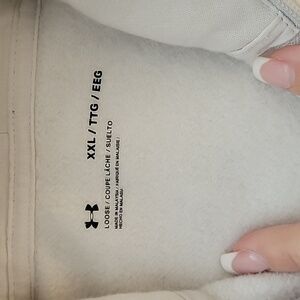 XXL / TTG / EEG
LOOSE / COUPE LÂCHE / SUELTO
MADE IN MALAYSIA / FABRIQUÉ EN MALAISIE /
HECHO EN MALASIA